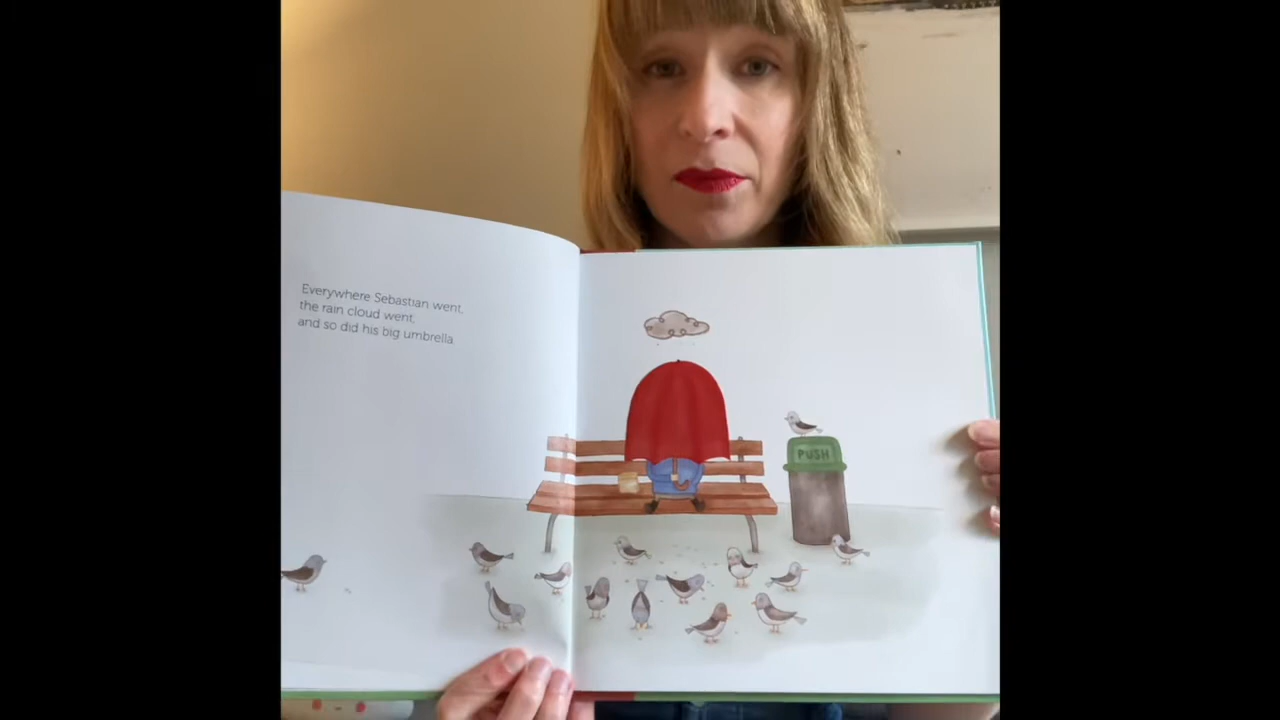 Everywhere Sebastian went,
the rain cloud went,
and so did his big umbrella.
PUSH